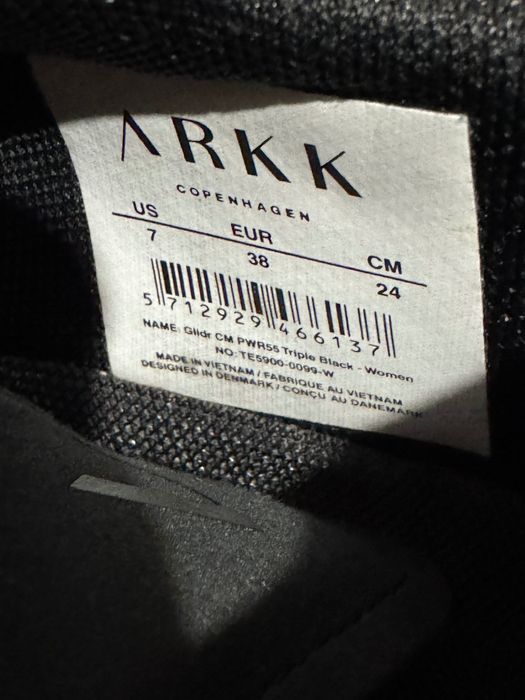 ARKK
COPENHAGEN
US EUR CM
7 38 24
5 712929 466137
NAME: Glidr CM PWR55 Triple Black - Women
NO: TE5900-0099-W
MADE IN VIETNAM / FABRIQUE AU VIETNAM
DESIGNED IN DENMARK / CONÇU AU DANEMARK